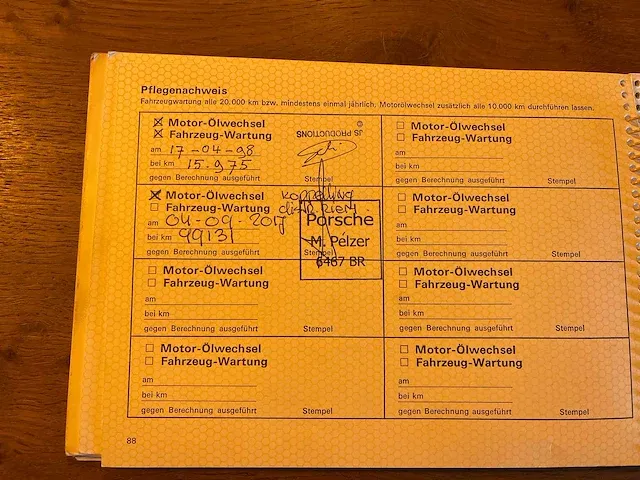 Pflegenachweis
Fahrzeugwartung alle 20.000 km bzw. mindestens einmal jährlich, Motorölwechsel zusätzlich alle 10.000 km durchführen lassen.
Motor-Ölwechsel
Fahrzeug-Wartung
am 17-04-98
bei km 15.975
gegen Berechnung ausgeführt
Stempel
JS PRODUCTIONS ©
Motor-Ölwechsel
Fahrzeug-Wartung
am 04-09-2017
bei km 99131
gegen Berechnung ausgeführt
Stempel
koppeling
Porsche
M. Pelzer
6467 BR
Motor-Ölwechsel
Fahrzeug-Wartung
am
bei km
gegen Berechnung ausgeführt
Stempel
Motor-Ölwechsel
Fahrzeug-Wartung
am
bei km
gegen Berechnung ausgeführt
Stempel
Motor-Ölwechsel
Fahrzeug-Wartung
am
bei km
gegen Berechnung ausgeführt
Stempel
Motor-Ölwechsel
Fahrzeug-Wartung
am
bei km
gegen Berechnung ausgeführt
Stempel
Motor-Ölwechsel
Fahrzeug-Wartung
am
bei km
gegen Berechnung ausgeführt
Stempel
Motor-Ölwechsel
Fahrzeug-Wartung
am
bei km
gegen Berechnung ausgeführt
Stempel
88